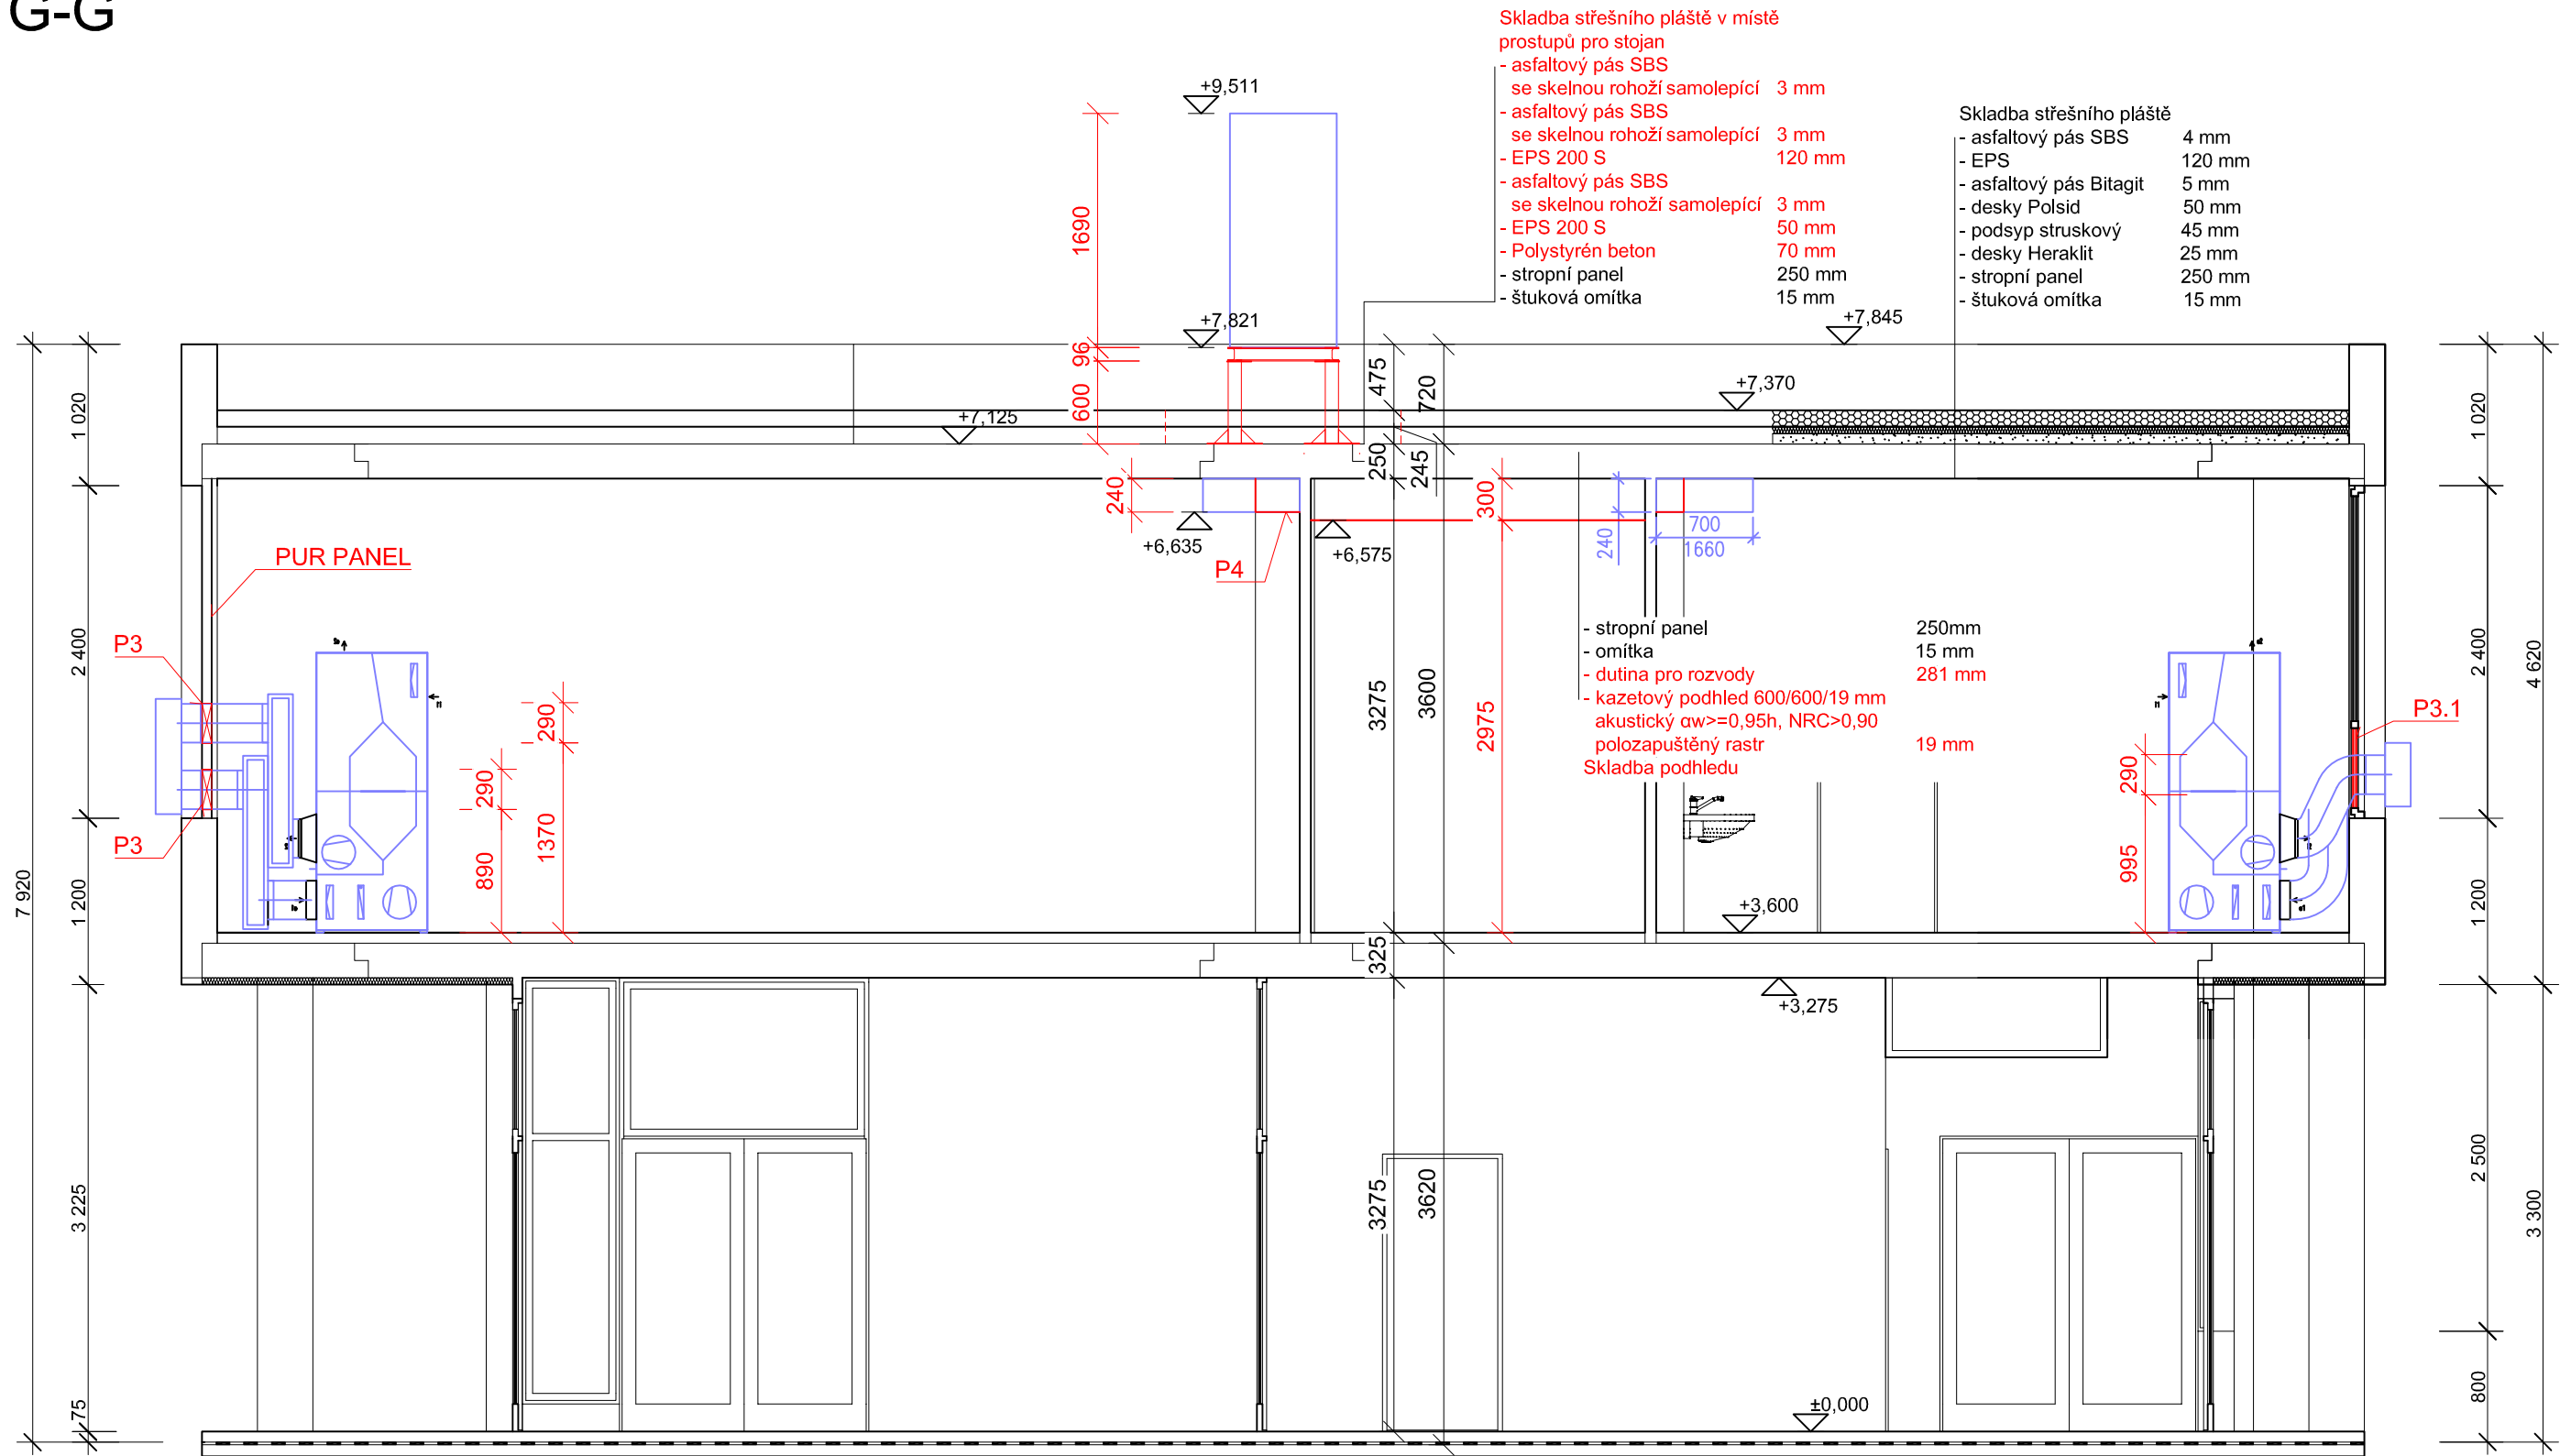 G-G
Skladba střešního pláště v místě
prostupů pro stojan
- asfaltový pás SBS
se skelnou rohoží samolepící 3 mm
- asfaltový pás SBS
se skelnou rohoží samolepící 3 mm
- EPS 200 S 120 mm
- asfaltový pás SBS
se skelnou rohoží samolepící 3 mm
- EPS 200 S 50 mm
- Polystyrén beton 70 mm
- stropní panel 250 mm
- štuková omítka 15 mm
Skladba střešního pláště
- asfaltový pás SBS 4 mm
- EPS 120 mm
- asfaltový pás Bitagit 5 mm
- desky Polsid 50 mm
- podsyp struskový 45 mm
- desky Heraklit 25 mm
- stropní panel 250 mm
- štuková omítka 15 mm
+9,511
1690
+7,821
96
600
+7,845
+7,370
+7,125
475
720
250
245
7 920
1 020
2 400
1 200
3 225
75
1 020
2 400
1 200
2 500
800
4 620
3 300
240
+6,635
P4
+6,575
300
240
700
1660
PUR PANEL
P3
P3
290
290
890
1370
3275
3600
2975
- stropní panel 250mm
- omítka 15 mm
- dutina pro rozvody 281 mm
- kazetový podhled 600/600/19 mm
akustický αw>=0,95h, NRC>0,90
polozapuštěný rastr 19 mm
Skladba podhledu
P3.1
290
995
+3,600
325
+3,275
3275
3620
±0,000